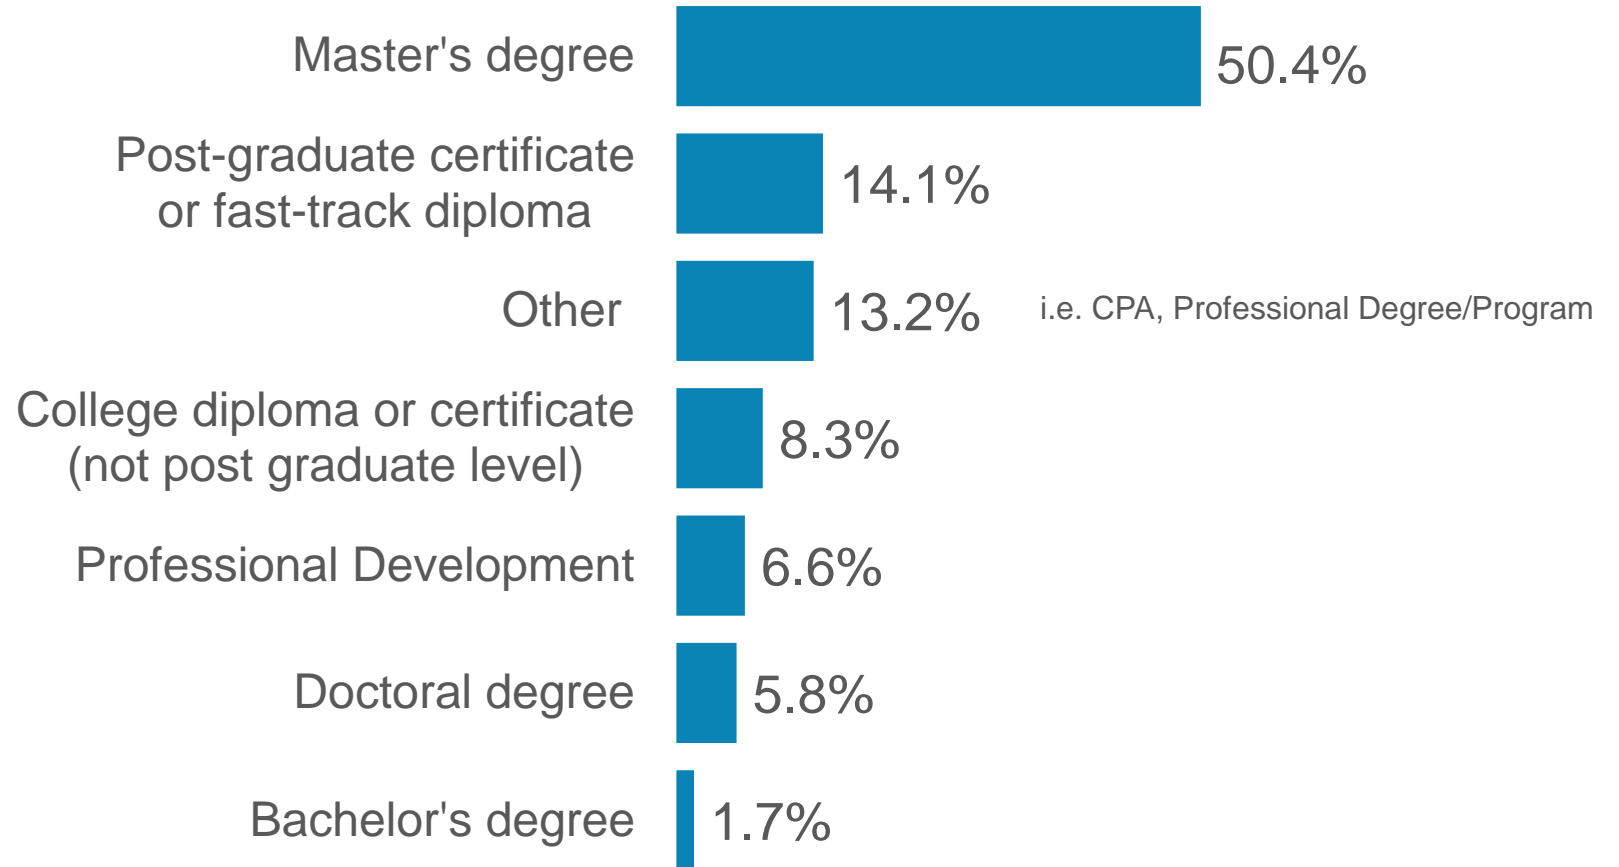 Master's degree
50.4%
Post-graduate certificate
or fast-track diploma
14.1%
Other
13.2%
i.e. CPA, Professional Degree/Program
College diploma or certificate
(not post graduate level)
8.3%
Professional Development
6.6%
Doctoral degree
5.8%
Bachelor's degree
1.7%